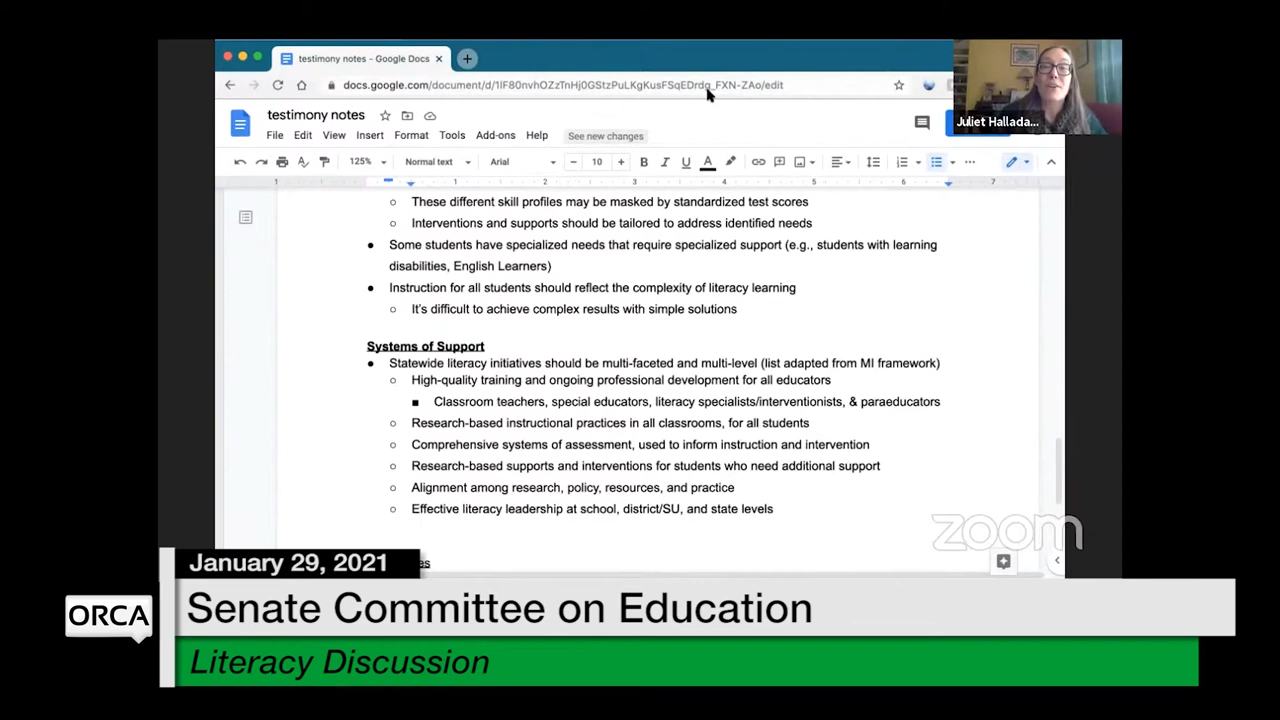 testimony notes - Google Docs
docs.google.com/document/d/1IF80nvhOZzTnHj0GStzPuLKgKusFSqEDrdq_FXN-ZAo/edit
testimony notes
File Edit View Insert Format Tools Add-ons Help See new changes
125% Normal text Arial − 10 + B I U A
1 1 2 3 4 5 6 7
○ These different skill profiles may be masked by standardized test scores
○ Interventions and supports should be tailored to address identified needs
● Some students have specialized needs that require specialized support (e.g., students with learning
disabilities, English Learners)
● Instruction for all students should reflect the complexity of literacy learning
○ It's difficult to achieve complex results with simple solutions
Systems of Support
● Statewide literacy initiatives should be multi-faceted and multi-level (list adapted from MI framework)
○ High-quality training and ongoing professional development for all educators
■ Classroom teachers, special educators, literacy specialists/interventionists, & paraeducators
○ Research-based instructional practices in all classrooms, for all students
○ Comprehensive systems of assessment, used to inform instruction and intervention
○ Research-based supports and interventions for students who need additional support
○ Alignment among research, policy, resources, and practice
○ Effective literacy leadership at school, district/SU, and state levels
Juliet Hallada...
zoom
January 29, 2021
ORCA
Senate Committee on Education
Literacy Discussion